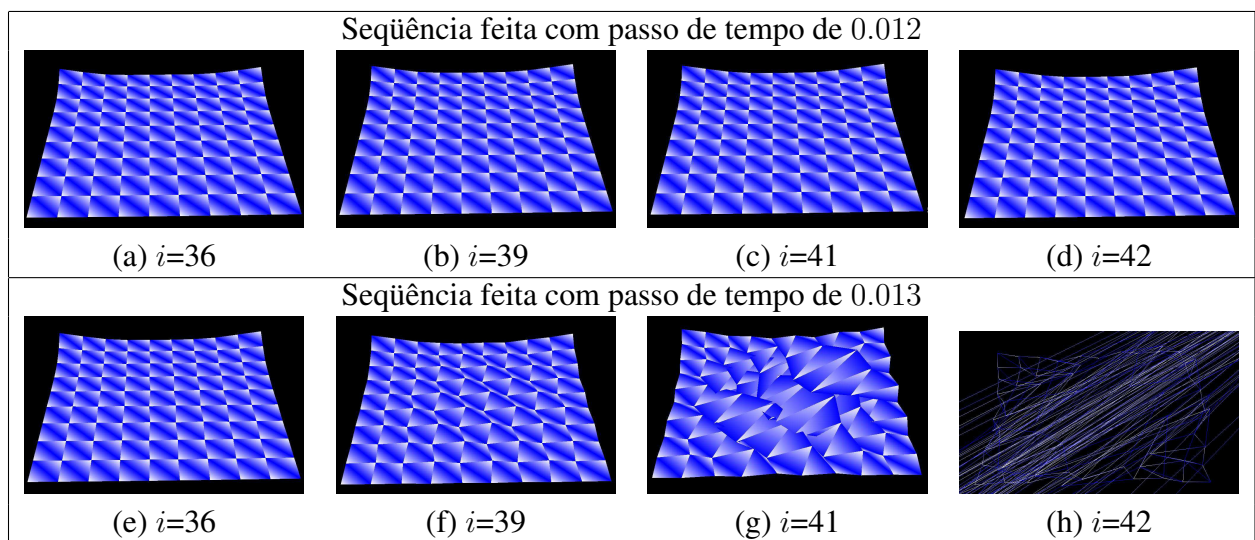 Seqüência feita com passo de tempo de 0.012
(a) i=36 (b) i=39 (c) i=41 (d) i=42
Seqüência feita com passo de tempo de 0.013
(e) i=36 (f) i=39 (g) i=41 (h) i=42